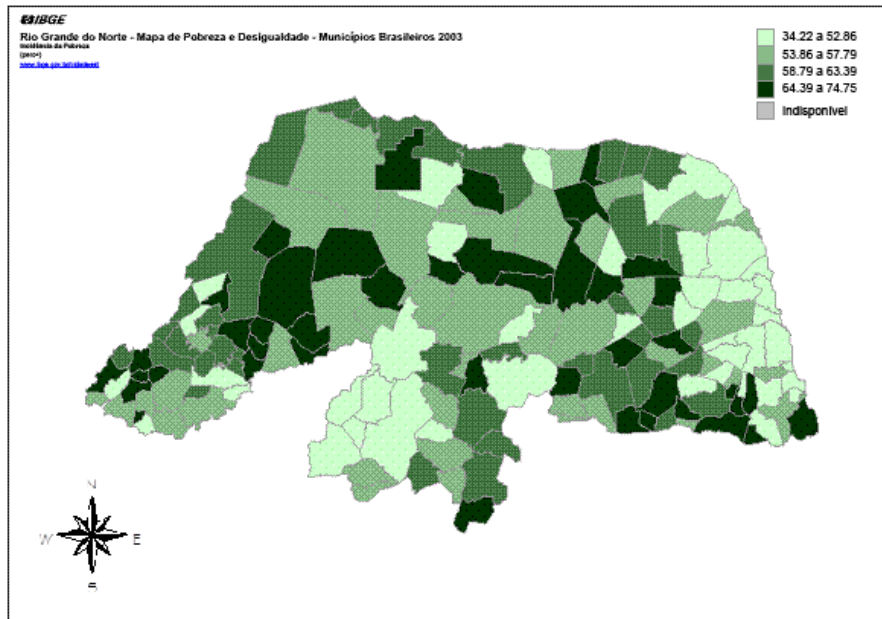 IBGE
Rio Grande do Norte - Mapa de Pobreza e Desigualdade - Municípios Brasileiros 2003
Incidência da Pobreza
34.22 a 52.86
53.86 a 57.79
58.79 a 63.39
64.39 a 74.75
Indisponível
N
W E
S